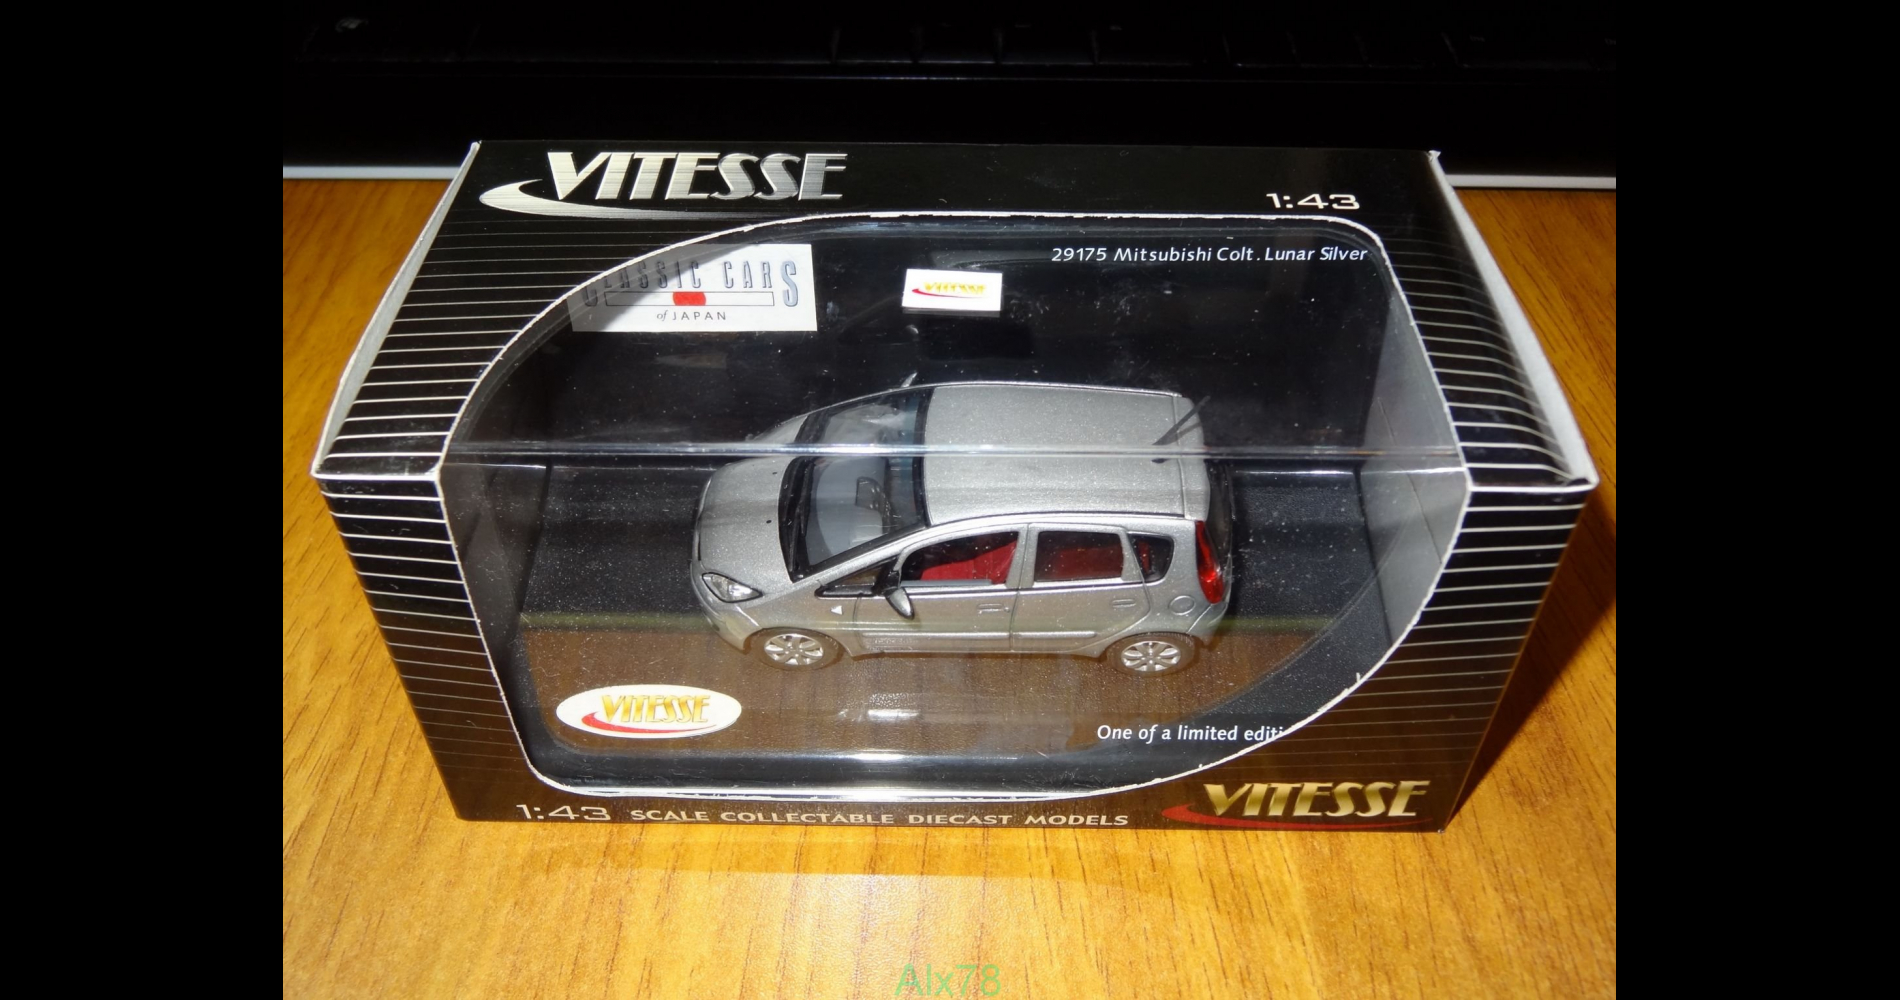 VITESSE
1:43
29175 Mitsubishi Colt. Lunar Silver
CLASSIC CARS
of JAPAN
VITESSE
VITESSE
One of a limited
VITESSE
1:43 SCALE COLLECTABLE DIECAST MODELS
Alx78